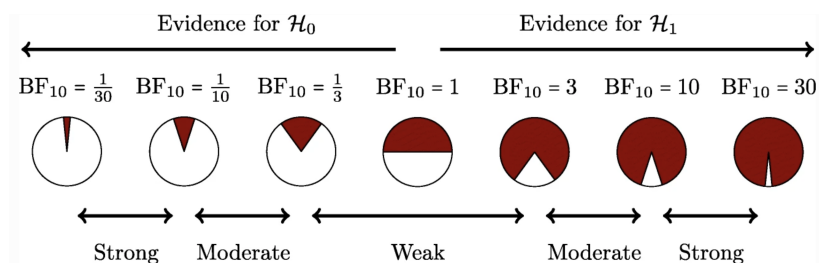 Evidence for ℋ₀ Evidence for ℋ₁
BF₁₀ = 1/30 BF₁₀ = 1/10 BF₁₀ = 1/3 BF₁₀ = 1 BF₁₀ = 3 BF₁₀ = 10 BF₁₀ = 30
Strong Moderate Weak Moderate Strong